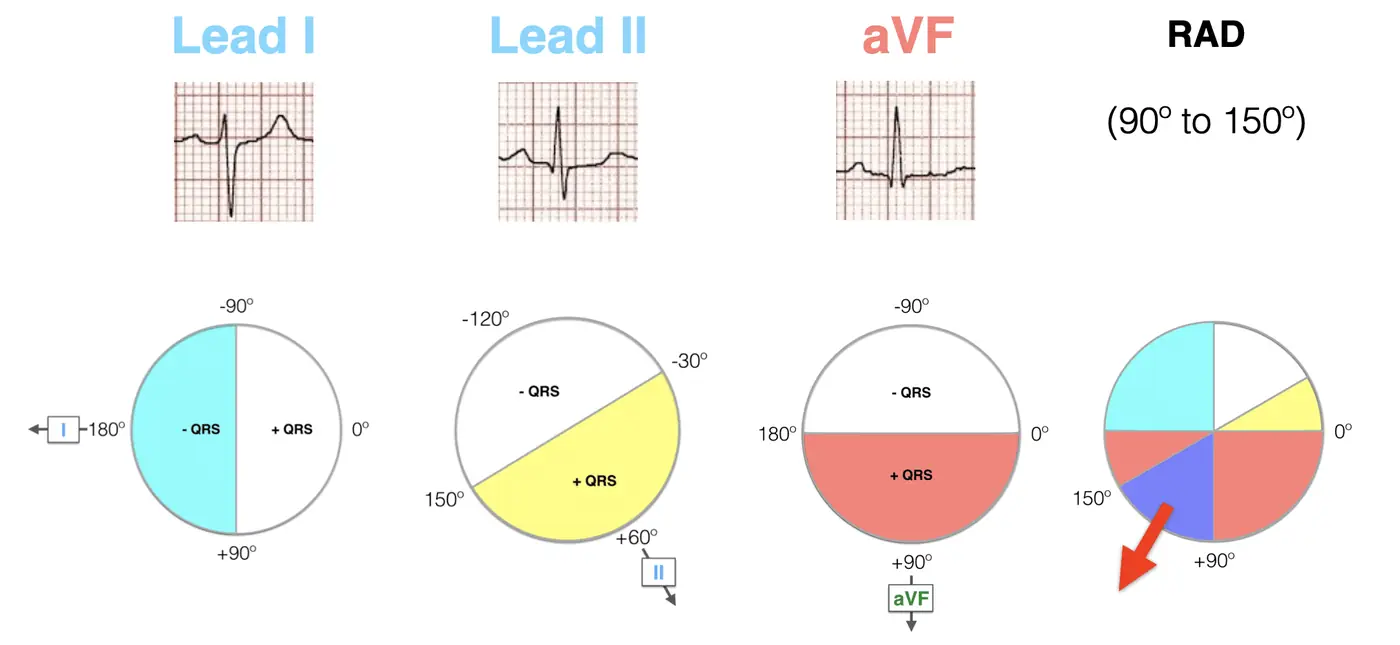 Lead I
Lead II
aVF
RAD
(90º to 150º)
-90º
- QRS
+ QRS
I
180º
0º
+90º
-120º
-30º
- QRS
+ QRS
150º
+60º
II
-90º
- QRS
180º
0º
+ QRS
+90º
aVF
0º
150º
+90º